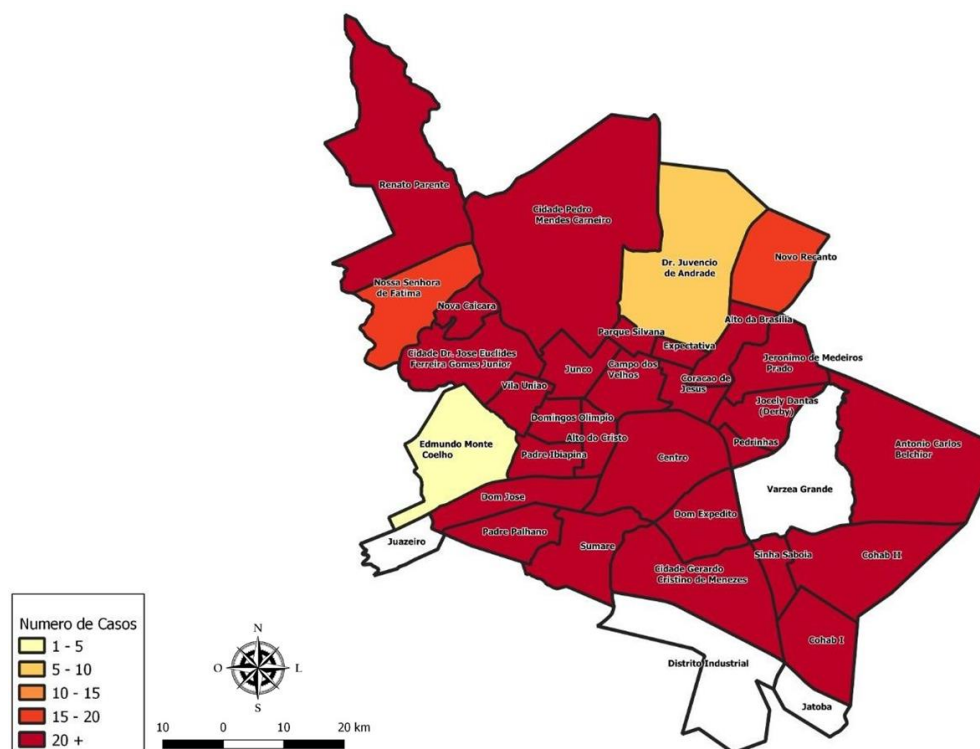 Renato Parente
Cidade Pedro
Mendes Carneiro
Dr. Juvencio
de Andrade
Novo Recanto
Nossa Senhora
de Fatima
Nova Caicara
Alto da Brasilia
Parque Silvana
Expectativa
Cidade Dr. Jose Euclides
Ferreira Gomes Junior
Junco
Campo dos
Velhos
Coracao de
Jesus
Jeronimo de Medeiros
Prado
Vila Uniao
Jocely Dantas
(Derby)
Domingos Olimpio
Alto do Cristo
Pedrinhas
Edmundo Monte
Coelho
Padre Ibiapina
Centro
Antonio Carlos
Belchior
Varzea Grande
Dom Jose
Dom Expedito
Padre Palhano
Juazeiro
Sumare
Sinha Saboia
Cohab II
Cidade Gerardo
Cristino de Menezes
Cohab I
Distrito Industrial
Jatoba
Numero de Casos
1 - 5
5 - 10
10 - 15
15 - 20
20 +
N
O
L
S
10
0
10
20 km